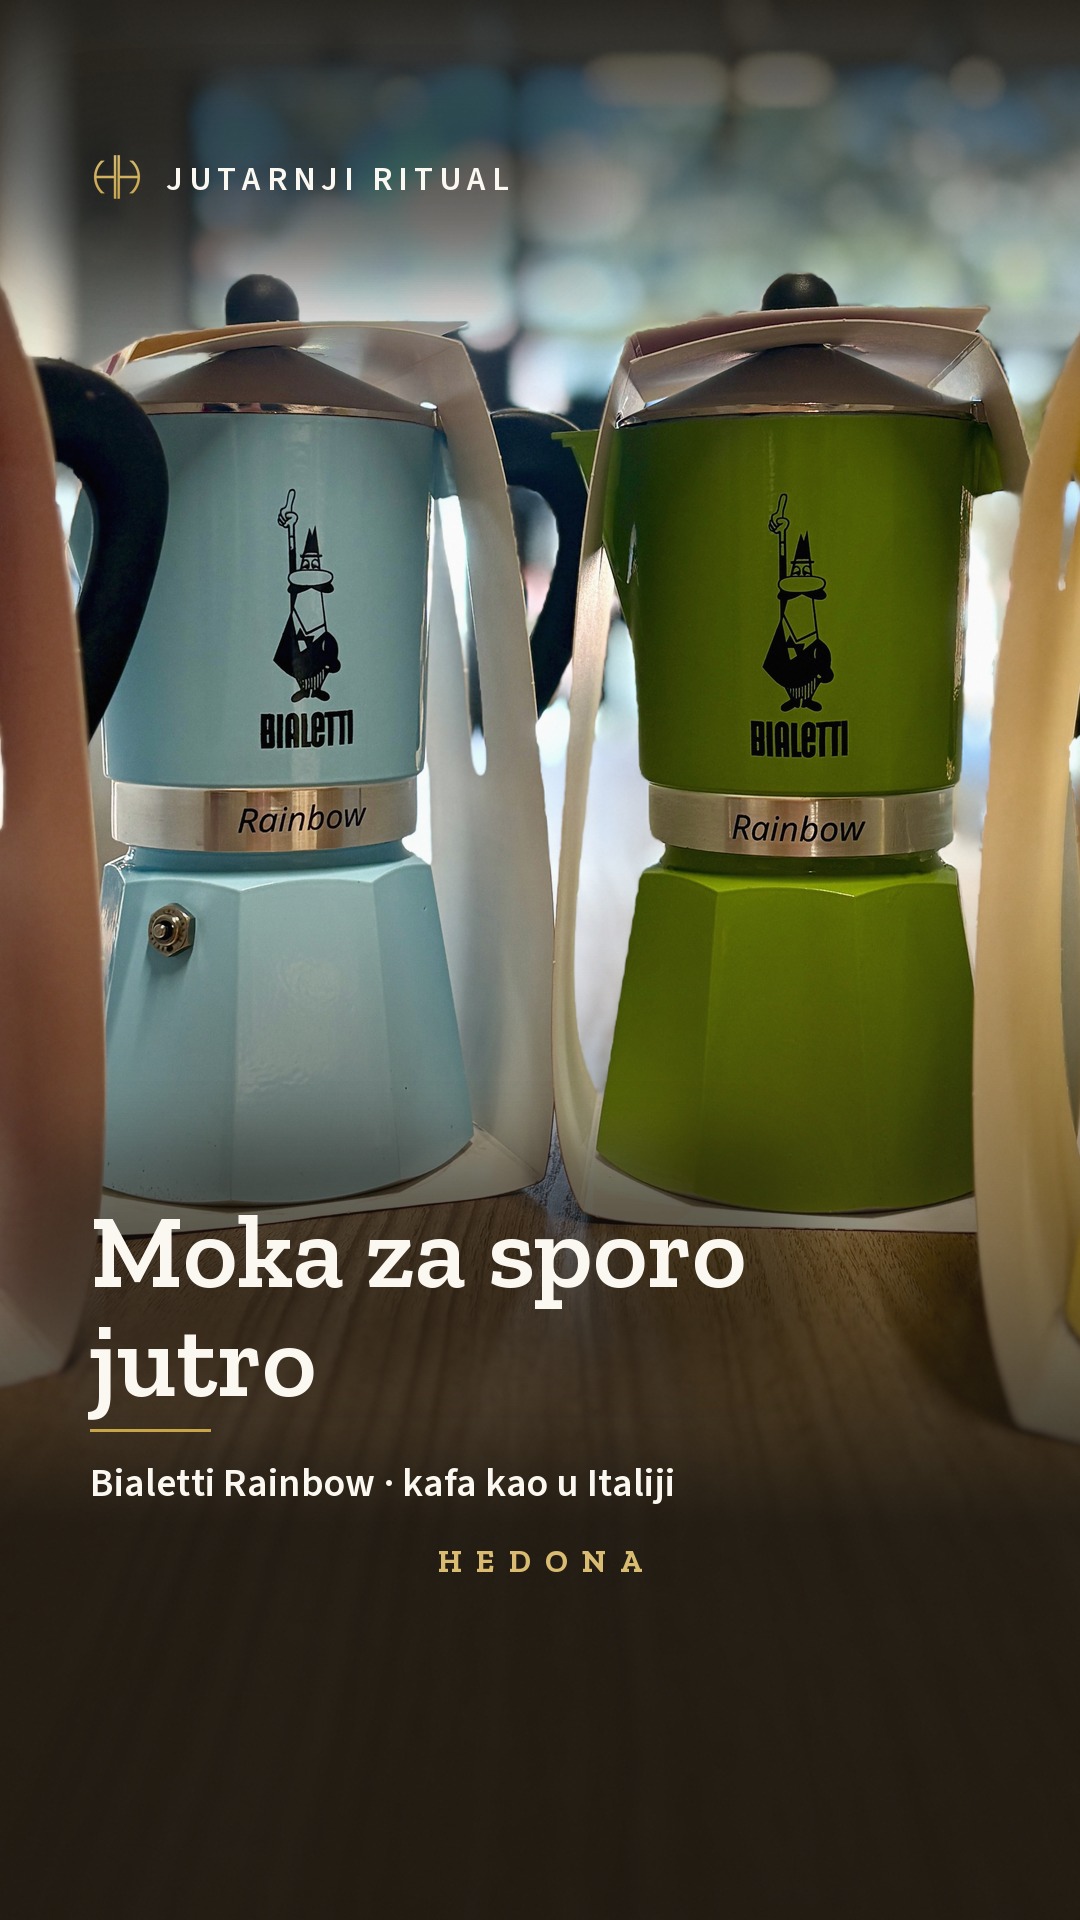 JUTARNJI RITUAL
BIALETTI
BIALETTI
Rainbow
Rainbow
Moka za sporo
jutro
Bialetti Rainbow · kafa kao u Italiji
HEDONA